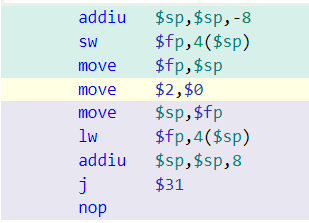 addiu $sp,$sp,-8
sw $fp,4($sp)
move $fp,$sp
move $2,$0
move $sp,$fp
lw $fp,4($sp)
addiu $sp,$sp,8
j $31
nop